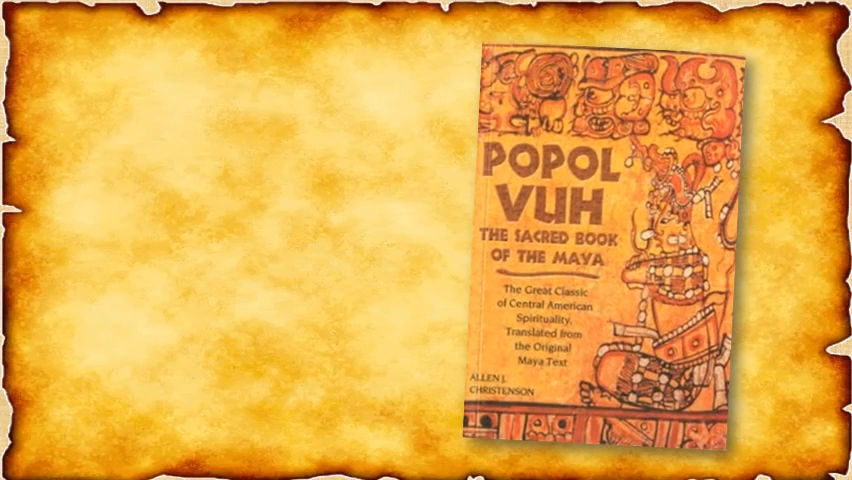 POPOL
VUH
THE SACRED BOOK
OF THE MAYA
The Great Classic
of Central American
Spirituality,
Translated from
the Original
Maya Text
ALLEN J.
CHRISTENSON